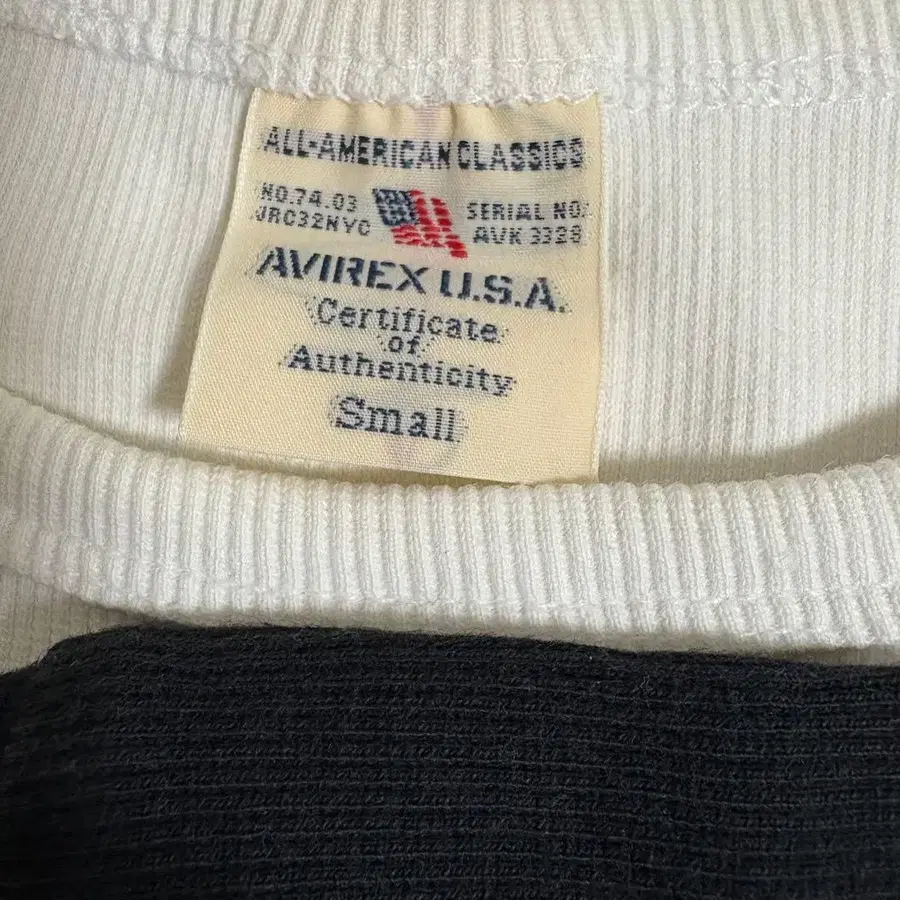 ALL-AMERICAN CLASSICS
NO.74.03
JRC32NYC
SERIAL NO:
AVK 3328
AVIREX U.S.A.
Certificate
of
Authenticity
Small